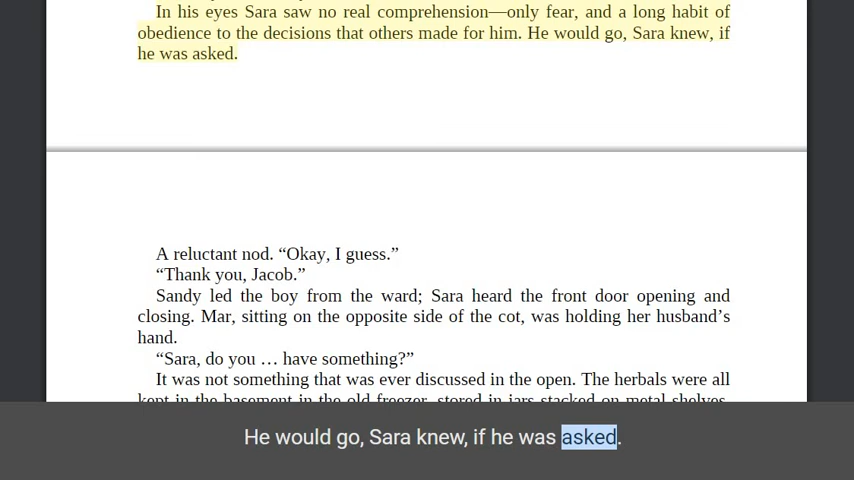 In his eyes Sara saw no real comprehension—only fear, and a long habit of
obedience to the decisions that others made for him. He would go, Sara knew, if
he was asked.
A reluctant nod. “Okay, I guess.”
“Thank you, Jacob.”
Sandy led the boy from the ward; Sara heard the front door opening and
closing. Mar, sitting on the opposite side of the cot, was holding her husband’s
hand.
“Sara, do you … have something?”
It was not something that was ever discussed in the open. The herbals were all
kept in the basement in the old freezer, stored in jars stacked on metal shelves.
He would go, Sara knew, if he was asked.